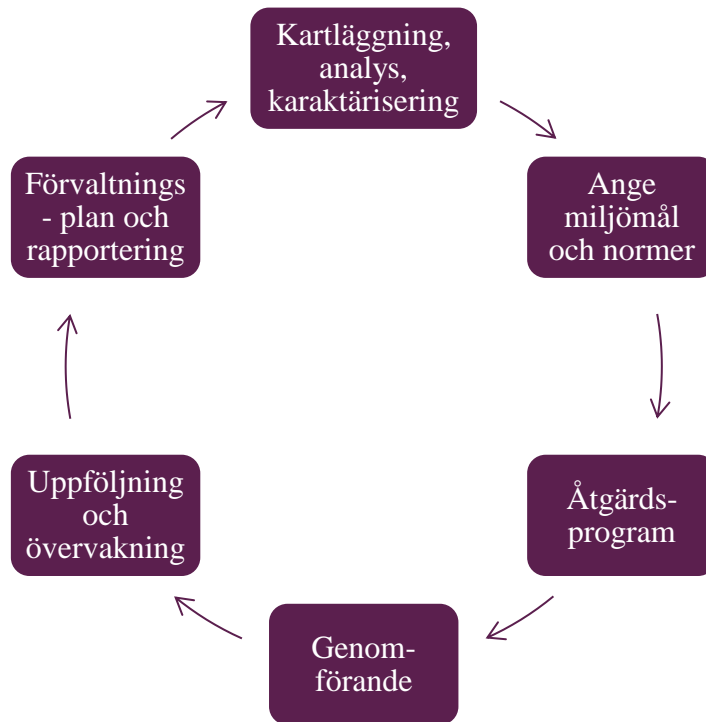 Kartläggning,
analys,
karaktärisering
Ange
miljömål
och normer
Åtgärds-
program
Genom-
förande
Uppföljning
och
övervakning
Förvaltnings
- plan och
rapportering